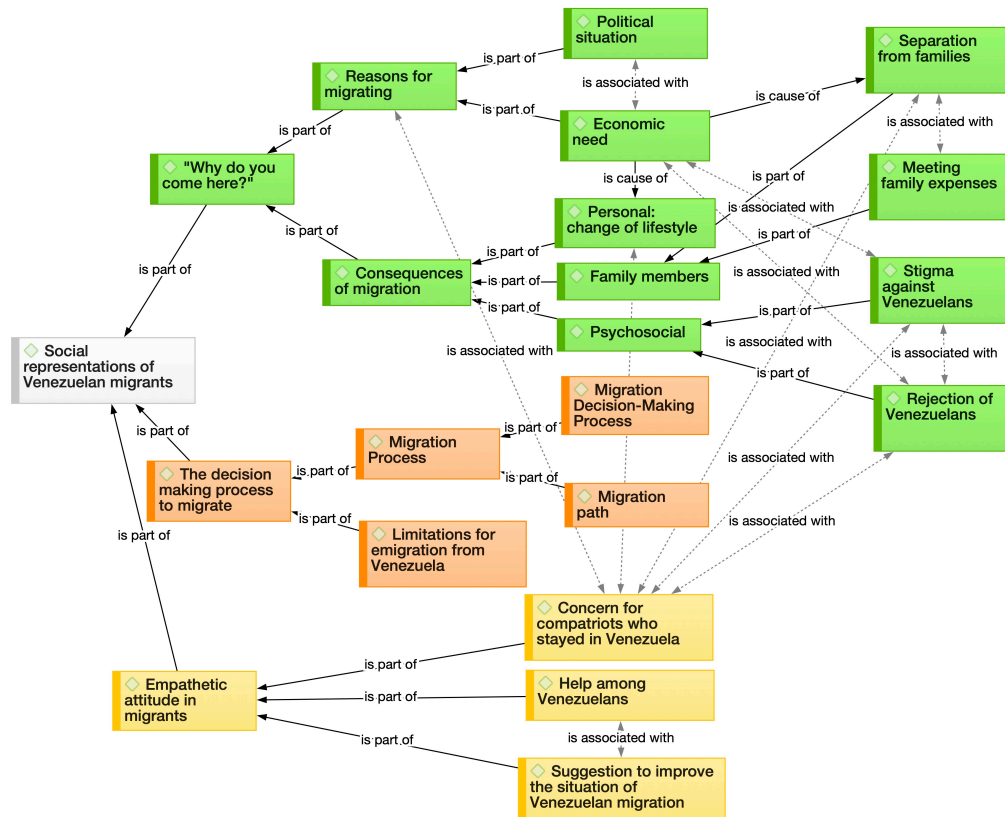 Political
situation
is part of
Separation
from families
Reasons for
migrating
is associated with
is part of
is cause of
Economic
need
is associated with
is part of
"Why do you
come here?"
is cause of
is part of
Meeting
family expenses
is associated with
Personal:
change of lifestyle
is part of
is part of
is part of
is associated with
Stigma
against
Venezuelans
is part of
Consequences
of migration
is part of
Family members
is part of
is part of
Psychosocial
is associated with
is associated with
Social
representations of
Venezuelan migrants
is part of
Migration
Decision-Making
Process
Rejection of
Venezuelans
is part of
is part of
Migration
Process
is associated with
The decision
making process
to migrate
is part of
is part of
Migration
path
is part of
is associated with
is part of
Limitations for
emigration from
Venezuela
Concern for
compatriots who
stayed in Venezuela
is part of
Empathetic
attitude in
migrants
is part of
Help among
Venezuelans
is part of
is associated with
Suggestion to improve
the situation of
Venezuelan migration